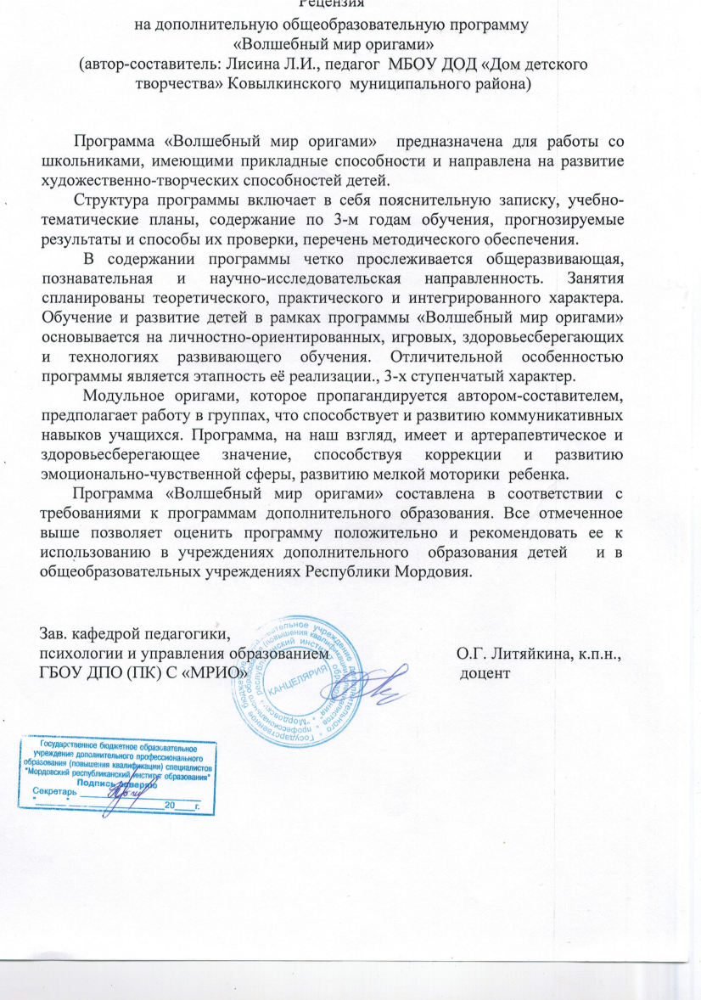 Рецензия
на дополнительную общеобразовательную программу
«Волшебный мир оригами»
(автор-составитель: Лисина Л.И., педагог МБОУ ДОД «Дом детского
творчества» Ковылкинского муниципального района)
Программа «Волшебный мир оригами» предназначена для работы со
школьниками, имеющими прикладные способности и направлена на развитие
художественно-творческих способностей детей.
Структура программы включает в себя пояснительную записку, учебно-
тематические планы, содержание по 3-м годам обучения, прогнозируемые
результаты и способы их проверки, перечень методического обеспечения.
В содержании программы четко прослеживается общеразвивающая,
познавательная и научно-исследовательская направленность. Занятия
спланированы теоретического, практического и интегрированного характера.
Обучение и развитие детей в рамках программы «Волшебный мир оригами»
основывается на личностно-ориентированных, игровых, здоровьесберегающих
и технологиях развивающего обучения. Отличительной особенностью
программы является этапность её реализации., 3-х ступенчатый характер.
Модульное оригами, которое пропагандируется автором-составителем,
предполагает работу в группах, что способствует и развитию коммуникативных
навыков учащихся. Программа, на наш взгляд, имеет и артерапевтическое и
здоровьесберегающее значение, способствуя коррекции и развитию
эмоционально-чувственной сферы, развитию мелкой моторики ребенка.
Программа «Волшебный мир оригами» составлена в соответствии с
требованиями к программам дополнительного образования. Все отмеченное
выше позволяет оценить программу положительно и рекомендовать ее к
использованию в учреждениях дополнительного образования детей и в
общеобразовательных учреждениях Республики Мордовия.
Зав. кафедрой педагогики,
психологии и управления образованием О.Г. Литяйкина, к.п.н.,
ГБОУ ДПО (ПК) С «МРИО» доцент
КАНЦЕЛЯРИЯ
Государственное бюджетное образовательное
учреждение дополнительного профессионального
образования (повышения квалификации) специалистов
"Мордовский республиканский институт образования"
Подпись заверяю
Секретарь
"____"____________20___г.